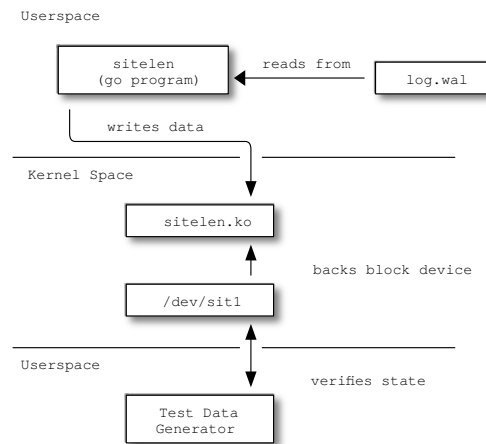 Userspace
sitelen
(go program)
reads from
log.wal
writes data
Kernel Space
sitelen.ko
backs block device
/dev/sit1
Userspace
verifies state
Test Data
Generator